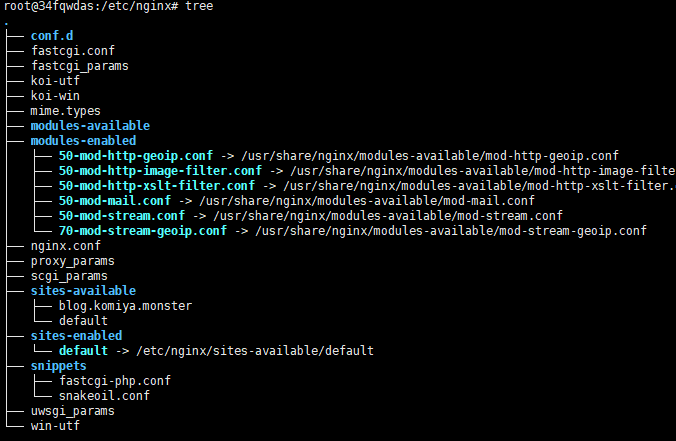 root@34fqwdas:/etc/nginx# tree
.
├── conf.d
├── fastcgi.conf
├── fastcgi_params
├── koi-utf
├── koi-win
├── mime.types
├── modules-available
├── modules-enabled
│   ├── 50-mod-http-geoip.conf -> /usr/share/nginx/modules-available/mod-http-geoip.conf
│   ├── 50-mod-http-image-filter.conf -> /usr/share/nginx/modules-available/mod-http-image-filte
│   ├── 50-mod-http-xslt-filter.conf -> /usr/share/nginx/modules-available/mod-http-xslt-filter.
│   ├── 50-mod-mail.conf -> /usr/share/nginx/modules-available/mod-mail.conf
│   ├── 50-mod-stream.conf -> /usr/share/nginx/modules-available/mod-stream.conf
│   └── 70-mod-stream-geoip.conf -> /usr/share/nginx/modules-available/mod-stream-geoip.conf
├── nginx.conf
├── proxy_params
├── scgi_params
├── sites-available
│   ├── blog.komiya.monster
│   └── default
├── sites-enabled
│   └── default -> /etc/nginx/sites-available/default
├── snippets
│   ├── fastcgi-php.conf
│   └── snakeoil.conf
├── uwsgi_params
└── win-utf